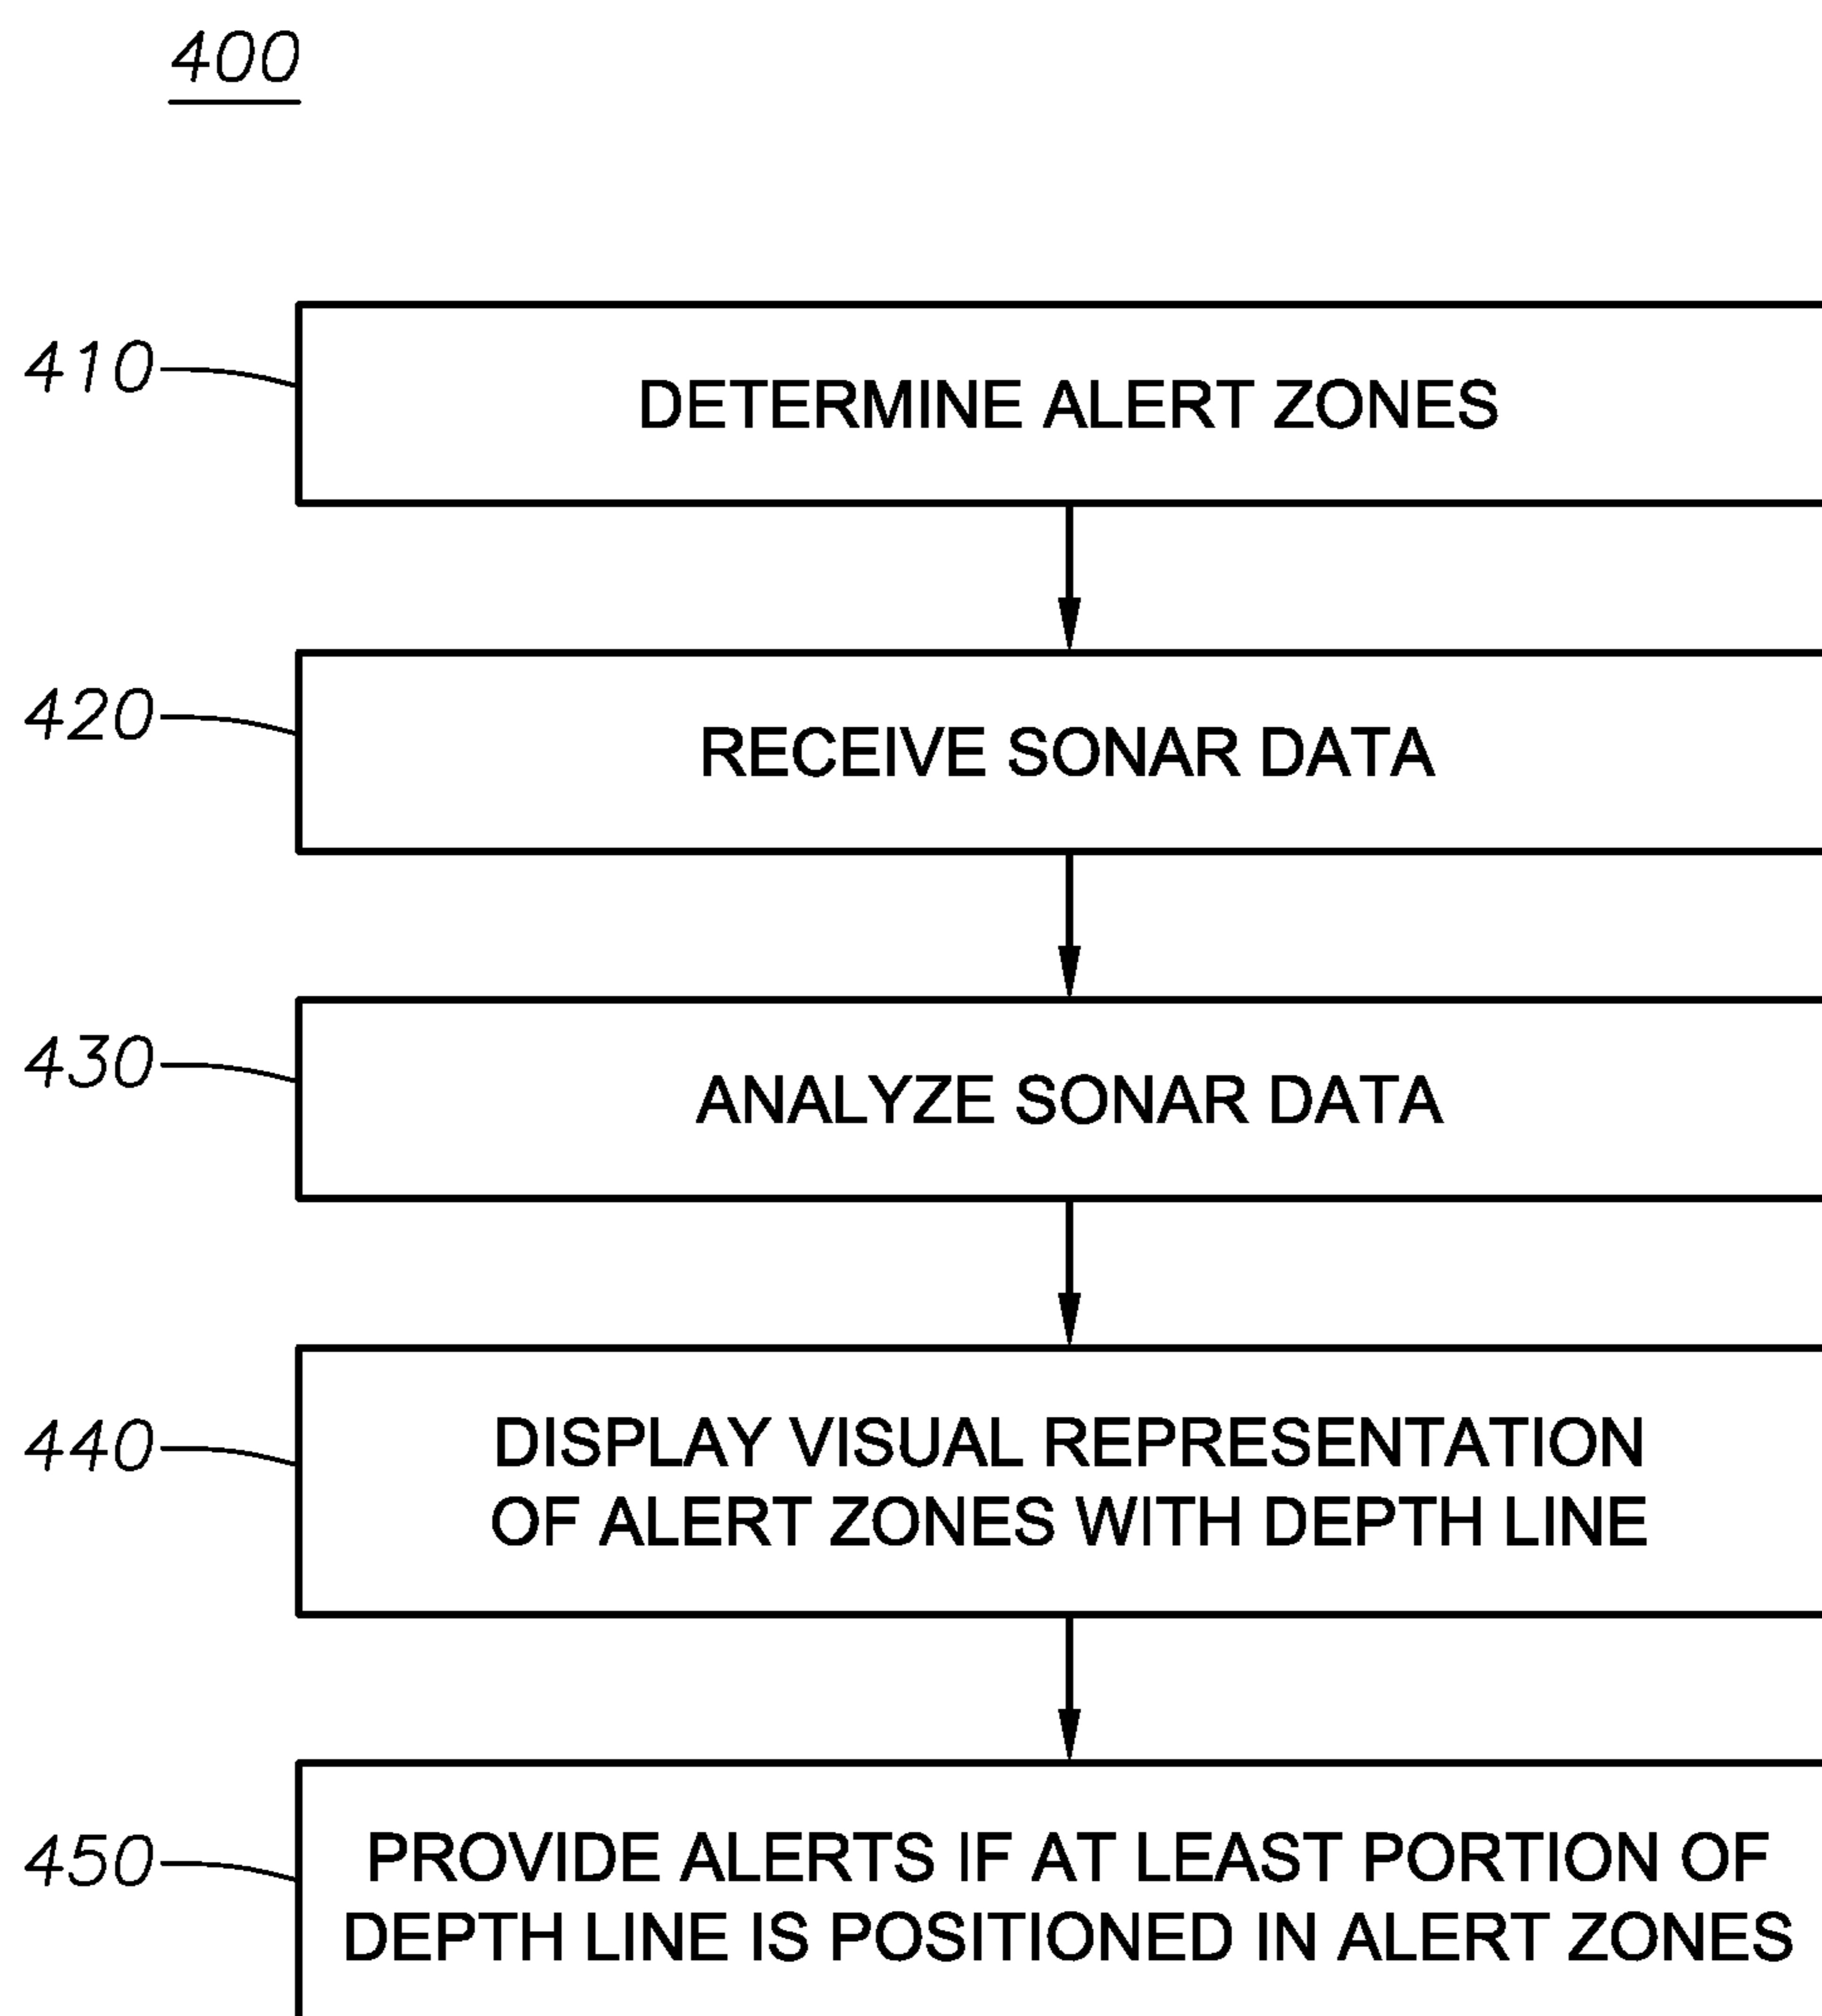 400
410
DETERMINE ALERT ZONES
420
RECEIVE SONAR DATA
430
ANALYZE SONAR DATA
440
DISPLAY VISUAL REPRESENTATION
OF ALERT ZONES WITH DEPTH LINE
450
PROVIDE ALERTS IF AT LEAST PORTION OF
DEPTH LINE IS POSITIONED IN ALERT ZONES